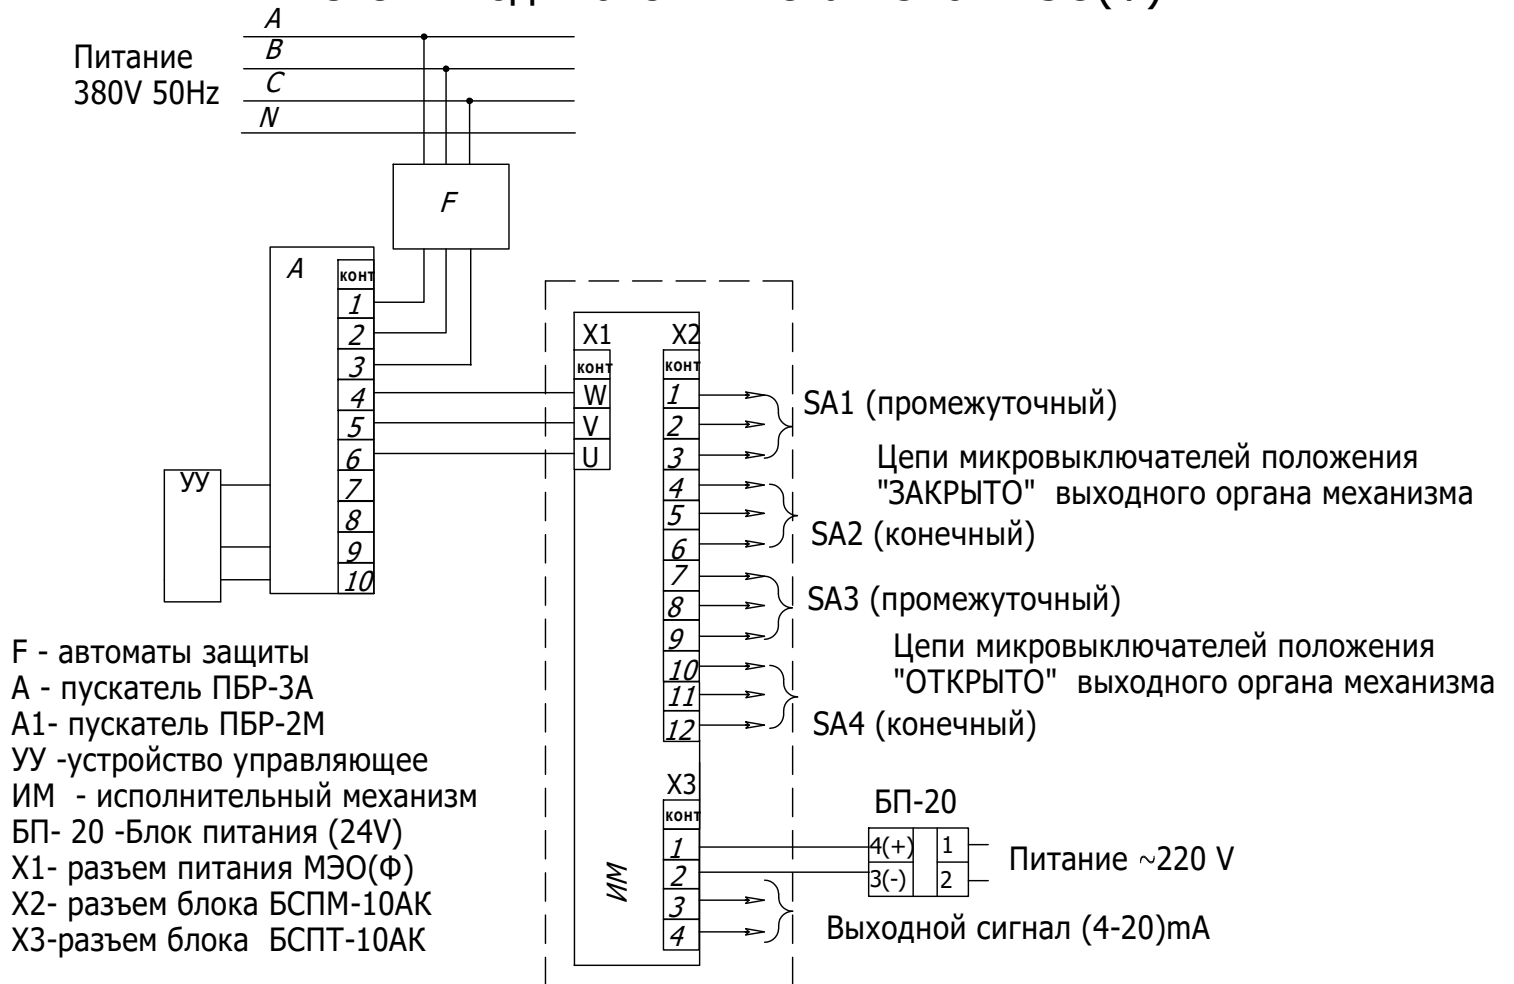 A
B
C
N
Питание
380V 50Hz
F
A
конт
1
2
3
4
5
6
7
8
9
10
УУ
X1
конт
W
V
U
X2
конт
1
2
3
4
5
6
7
8
9
10
11
12
SA1 (промежуточный)
Цепи микровыключателей положения
"ЗАКРЫТО" выходного органа механизма
SA2 (конечный)
SA3 (промежуточный)
Цепи микровыключателей положения
"ОТКРЫТО" выходного органа механизма
SA4 (конечный)
X3
конт
1
2
3
4
ИМ
БП-20
4(+) 1
3(-) 2
Питание ~220 V
Выходной сигнал (4-20)mA
F - автоматы защиты
А - пускатель ПБР-3А
А1- пускатель ПБР-2М
УУ -устройство управляющее
ИМ - исполнительный механизм
БП- 20 -Блок питания (24V)
Х1- разъем питания МЭО(Ф)
Х2- разъем блока БСПМ-10АК
Х3-разъем блока БСПТ-10АК